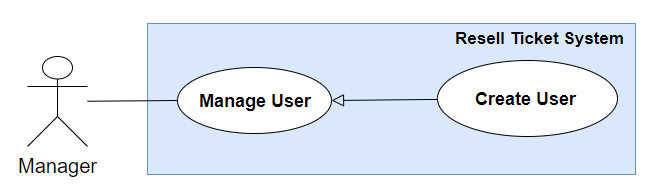 Resell Ticket System
Manage User
Create User
Manager